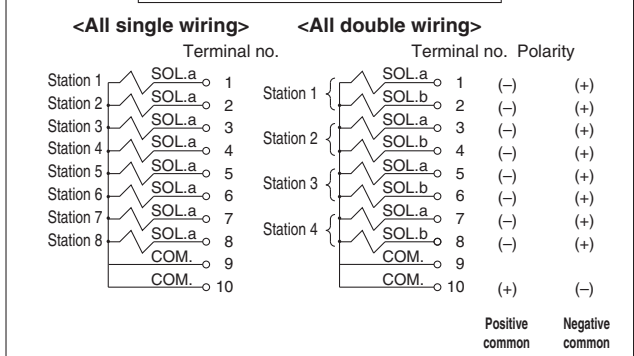 <All single wiring> <All double wiring>
Terminal no. Terminal no. Polarity
Station 1 SOL.a 1
Station 2 SOL.a 2
Station 3 SOL.a 3
Station 4 SOL.a 4
Station 5 SOL.a 5
Station 6 SOL.a 6
Station 7 SOL.a 7
Station 8 SOL.a 8
COM. 9
COM. 10
Station 1 SOL.a 1 (–) (+)
SOL.b 2 (–) (+)
Station 2 SOL.a 3 (–) (+)
SOL.b 4 (–) (+)
Station 3 SOL.a 5 (–) (+)
SOL.b 6 (–) (+)
Station 4 SOL.a 7 (–) (+)
SOL.b 8 (–) (+)
COM. 9
COM. 10 (+) (–)
Positive common
Negative common